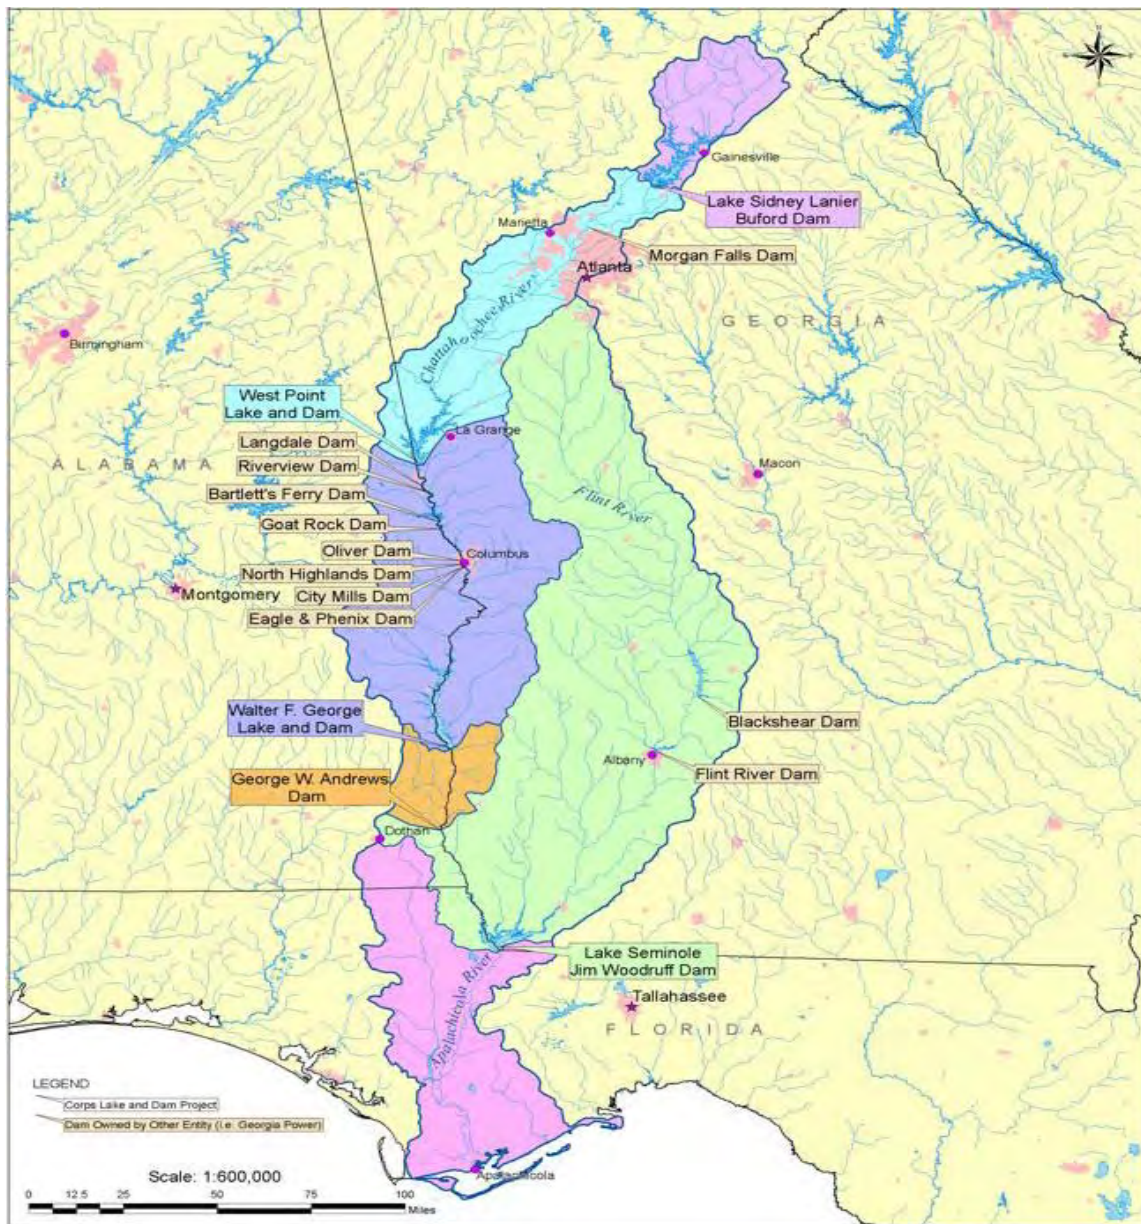 Gainesville
Lake Sidney Lanier
Buford Dam
Marietta
Morgan Falls Dam
Atlanta
Chattahoochee River
GEORGIA
Birmingham
West Point
Lake and Dam
La Grange
Langdale Dam
ALABAMA
Riverview Dam
Macon
Bartlett's Ferry Dam
Flint River
Goat Rock Dam
Oliver Dam
Columbus
North Highlands Dam
Montgomery
City Mills Dam
Eagle & Phenix Dam
Walter F. George
Lake and Dam
Blackshear Dam
Albany
Flint River Dam
George W. Andrews
Dam
Dothan
Lake Seminole
Jim Woodruff Dam
Apalachicola River
Tallahassee
FLORIDA
LEGEND
Corps Lake and Dam Project
Dam Owned by Other Entity (i.e. Georgia Power)
Apalachicola
Scale: 1:600,000
0 12.5 25 50 75 100
Miles